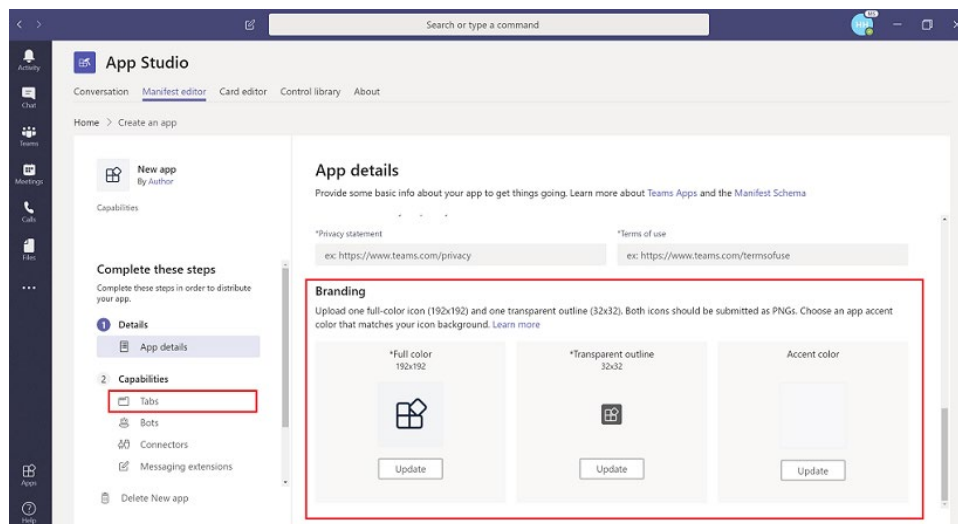 Search or type a command
HH
Activity
Chat
Teams
Meetings
Calls
Files
Apps
Help
App Studio
Conversation Manifest editor Card editor Control library About
Home > Create an app
New app
By Author
Capabilities
Complete these steps
Complete these steps in order to distribute
your app.
1 Details
App details
2 Capabilities
Tabs
Bots
Connectors
Messaging extensions
Delete New app
App details
Provide some basic info about your app to get things going. Learn more about Teams Apps and the Manifest Schema
*Privacy statement *Terms of use
ex: https://www.teams.com/privacy ex: https://www.teams.com/termsofuse
Branding
Upload one full-color icon (192x192) and one transparent outline (32x32). Both icons should be submitted as PNGs. Choose an app accent
color that matches your icon background. Learn more
*Full color *Transparent outline Accent color
192x192 32x32
Update Update Update